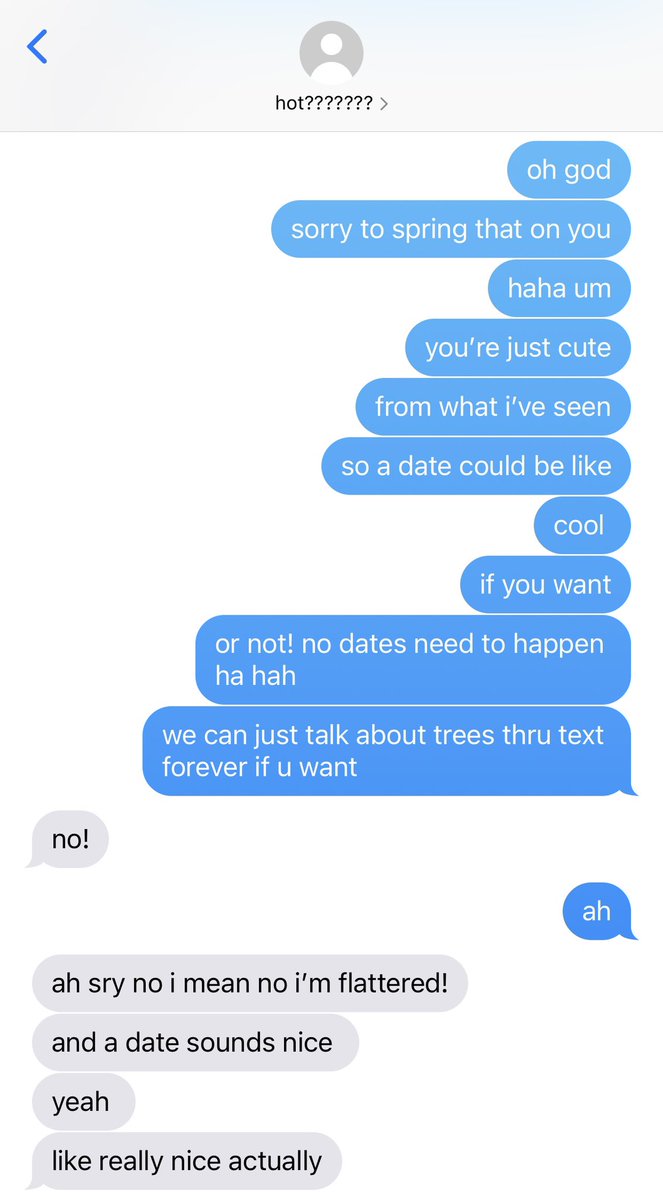 hot???????
oh god
sorry to spring that on you
haha um
you’re just cute
from what i’ve seen
so a date could be like
cool
if you want
or not! no dates need to happen
ha hah
we can just talk about trees thru text
forever if u want
no!
ah
ah sry no i mean no i’m flattered!
and a date sounds nice
yeah
like really nice actually